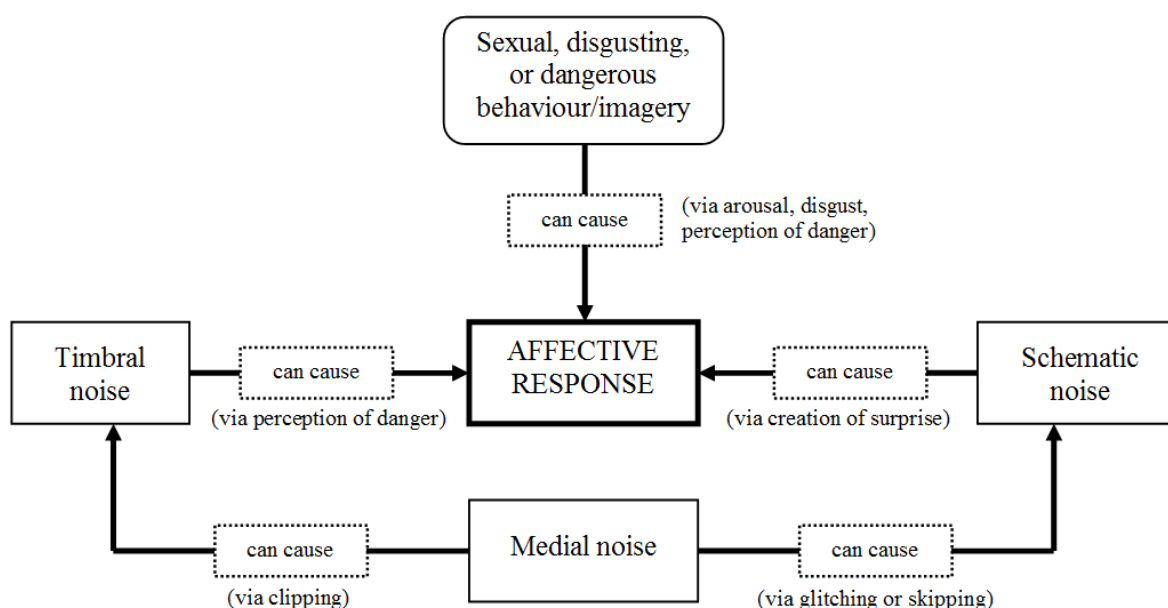 Sexual, disgusting,
or dangerous
behaviour/imagery
can cause
(via arousal, disgust,
perception of danger)
Timbral
noise
can cause
(via perception of danger)
AFFECTIVE
RESPONSE
can cause
(via creation of surprise)
Schematic
noise
can cause
(via clipping)
Medial noise
can cause
(via glitching or skipping)